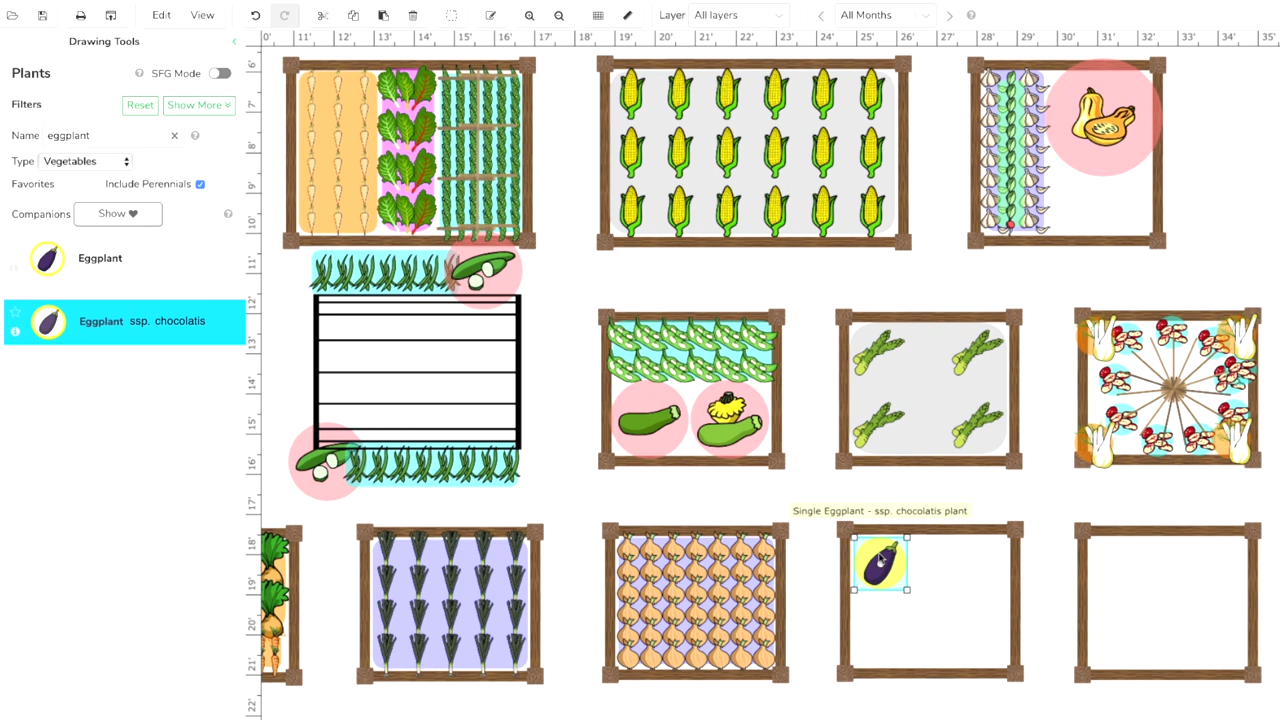 Edit View Layer All layers All Months
0' 11' 12' 13' 14' 15' 16' 17' 18' 19' 20' 21' 22' 23' 24' 25' 26' 27' 28' 29' 30' 31' 32' 33' 34' 35'
Drawing Tools
Plants
SFG Mode
Filters Reset Show More
Name eggplant
Type Vegetables
Favorites Include Perennials
Companions Show
Eggplant
Eggplant ssp. chocolatis
6'
7'
8'
9'
10'
11'
12'
13'
14'
15'
16'
17'
18'
19'
20'
21'
22'
Single Eggplant - ssp. chocolatis plant